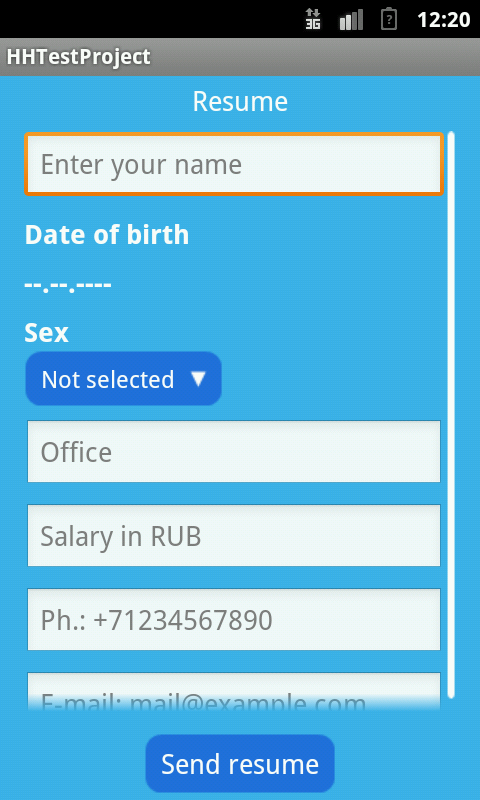 3G
12:20
HHTestProject
Resume
Enter your name
Date of birth
--.--.----
Sex
Not selected ▼
Office
Salary in RUB
Ph.: +71234567890
E-mail: mail@example.com
Send resume